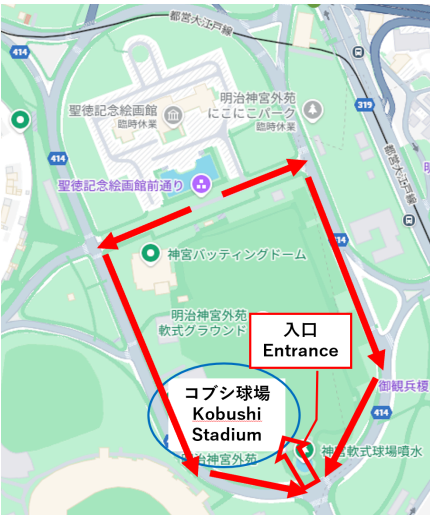 都営大江戸線
414
聖徳記念絵画館
臨時休業
明治神宮外苑
にこにこパーク
臨時休業
319
414
都営大江戸線
聖徳記念絵画館前通り
414
神宮バッティングドーム
明治神宮外苑
軟式グラウンド
入口
Entrance
コブシ球場
Kobushi
Stadium
御観兵榎
414
神宮軟式球場噴水
明治神宮外苑